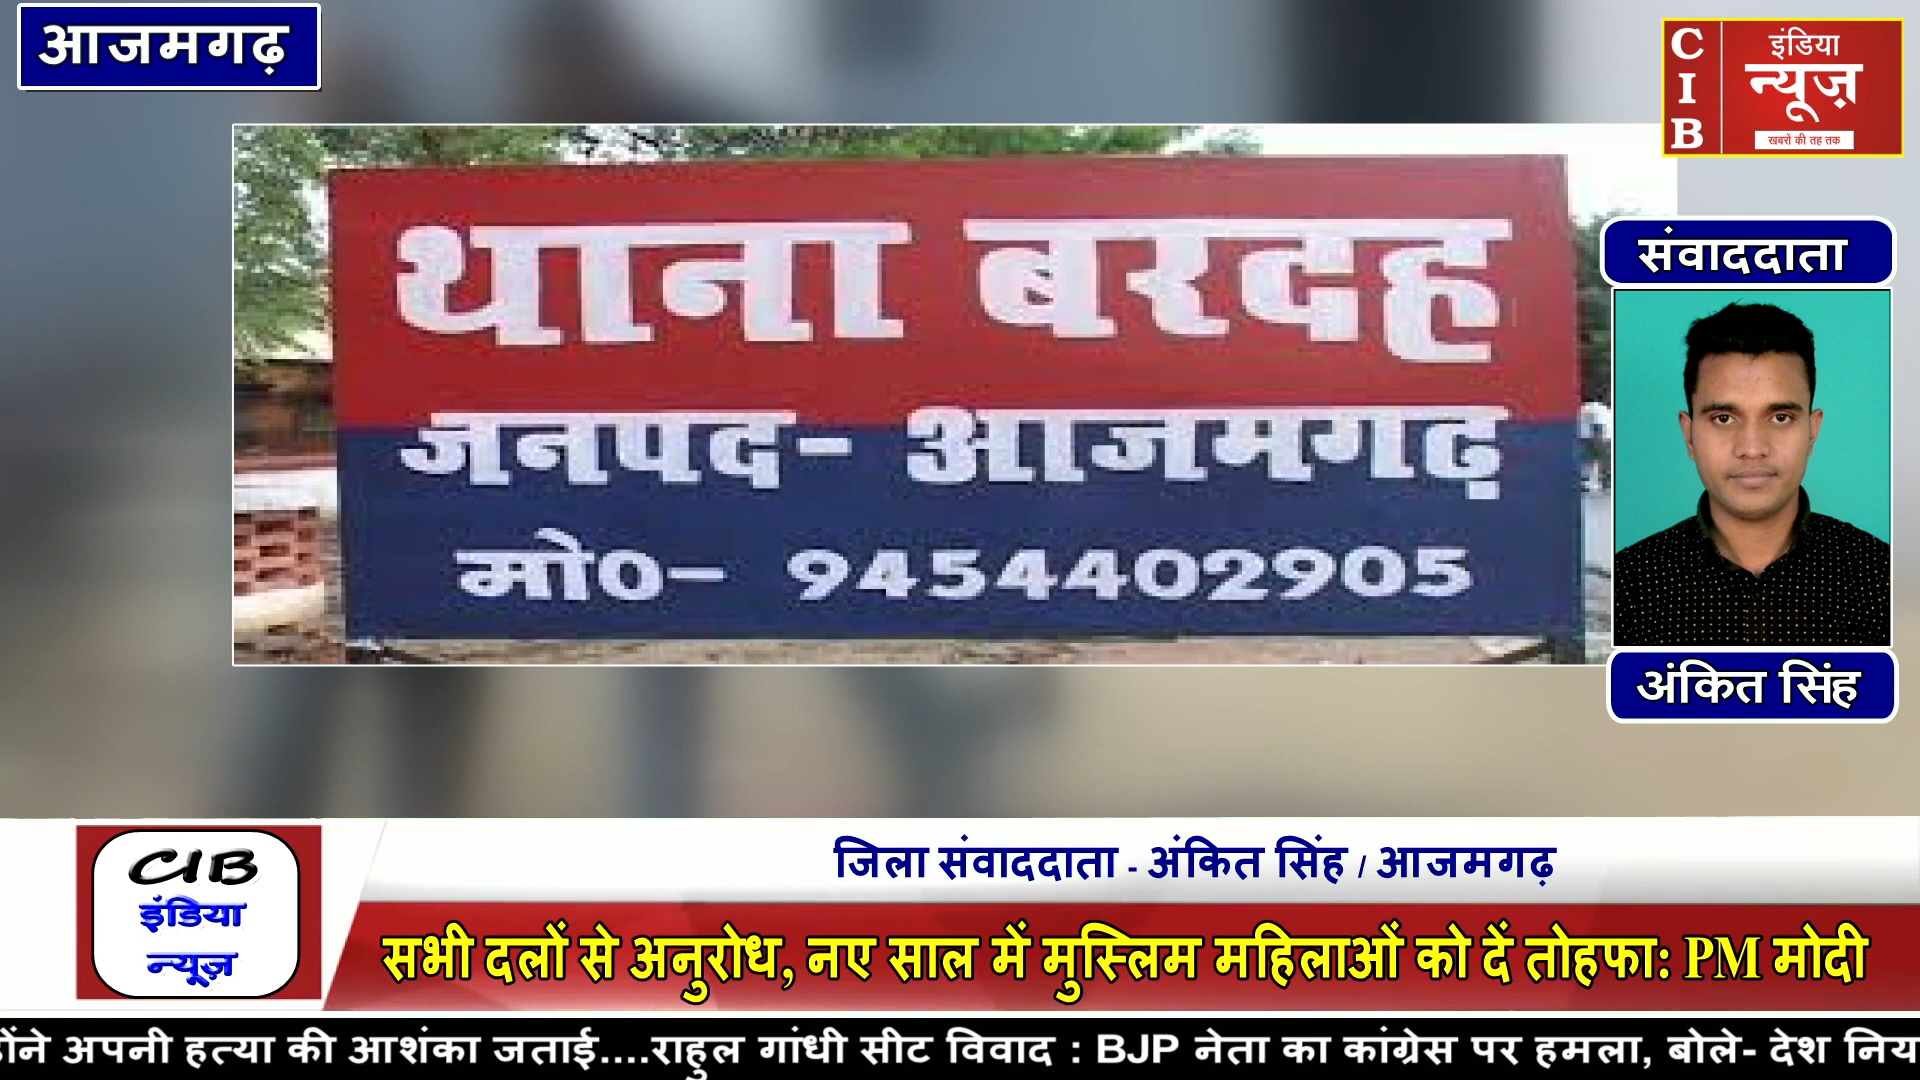 आजमगढ़
C
I
B
इंडिया
न्यूज़
खबरों की तह तक
थाना बरदह
जनपद- आजमगढ़
मो0- 9454402905
संवाददाता
अंकित सिंह
CIB
इंडिया
न्यूज़
जिला संवाददाता - अंकित सिंह / आजमगढ़
सभी दलों से अनुरोध, नए साल में मुस्लिम महिलाओं को दें तोहफा: PM मोदी
अपनी हत्या की आशंका जताई....राहुल गांधी सीट विवाद : BJP नेता का कांग्रेस पर हमला, बोले- देश